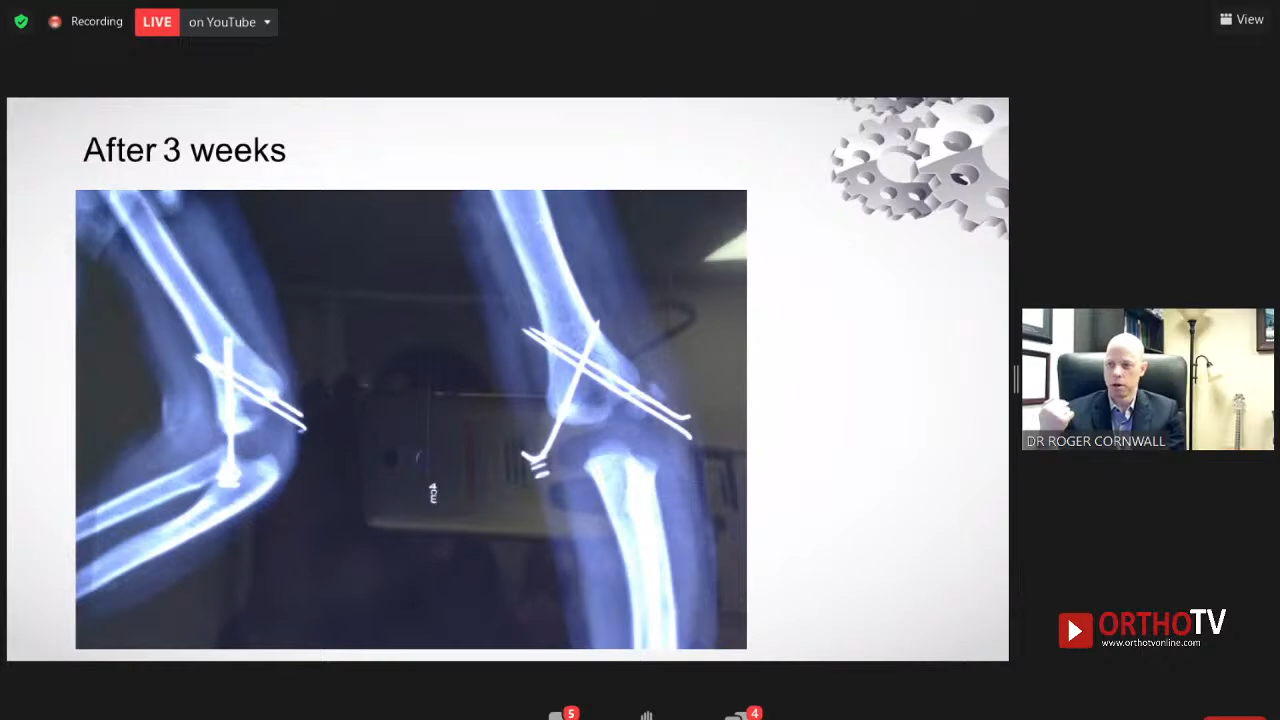 Recording
LIVE on YouTube
View
After 3 weeks
DR ROGER CORNWALL
ORTHOTV
www.orthotvonline.com
5
4